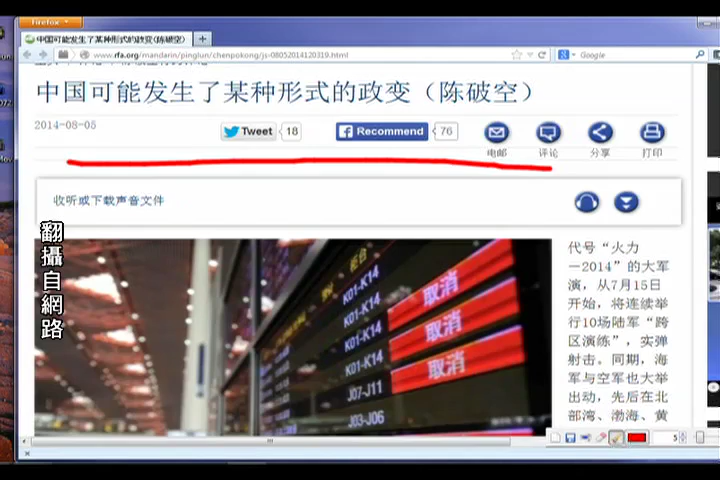 Firefox
中国可能发生了某种形式的政变(陈破空)
www.rfa.org/mandarin/pinglun/chenpokong/js-08052014120319.html
Google
中国可能发生了某种形式的政变（陈破空）
2014-08-05
Tweet 18
Recommend 76
电邮 评论 分享 打印
收听或下载声音文件
翻攝自網路
代号“火力
－2014”的大军
演，从7月15日
开始，将连续举
行10场陆军“跨
区演练”，实弹
射击。同期，海
军与空军也大举
出动，先后在北
部湾、渤海、黄
K01-K14
K01-K14 取消
K01-K14 取消
K01-K14 取消
J07-J11
J03-J06
5